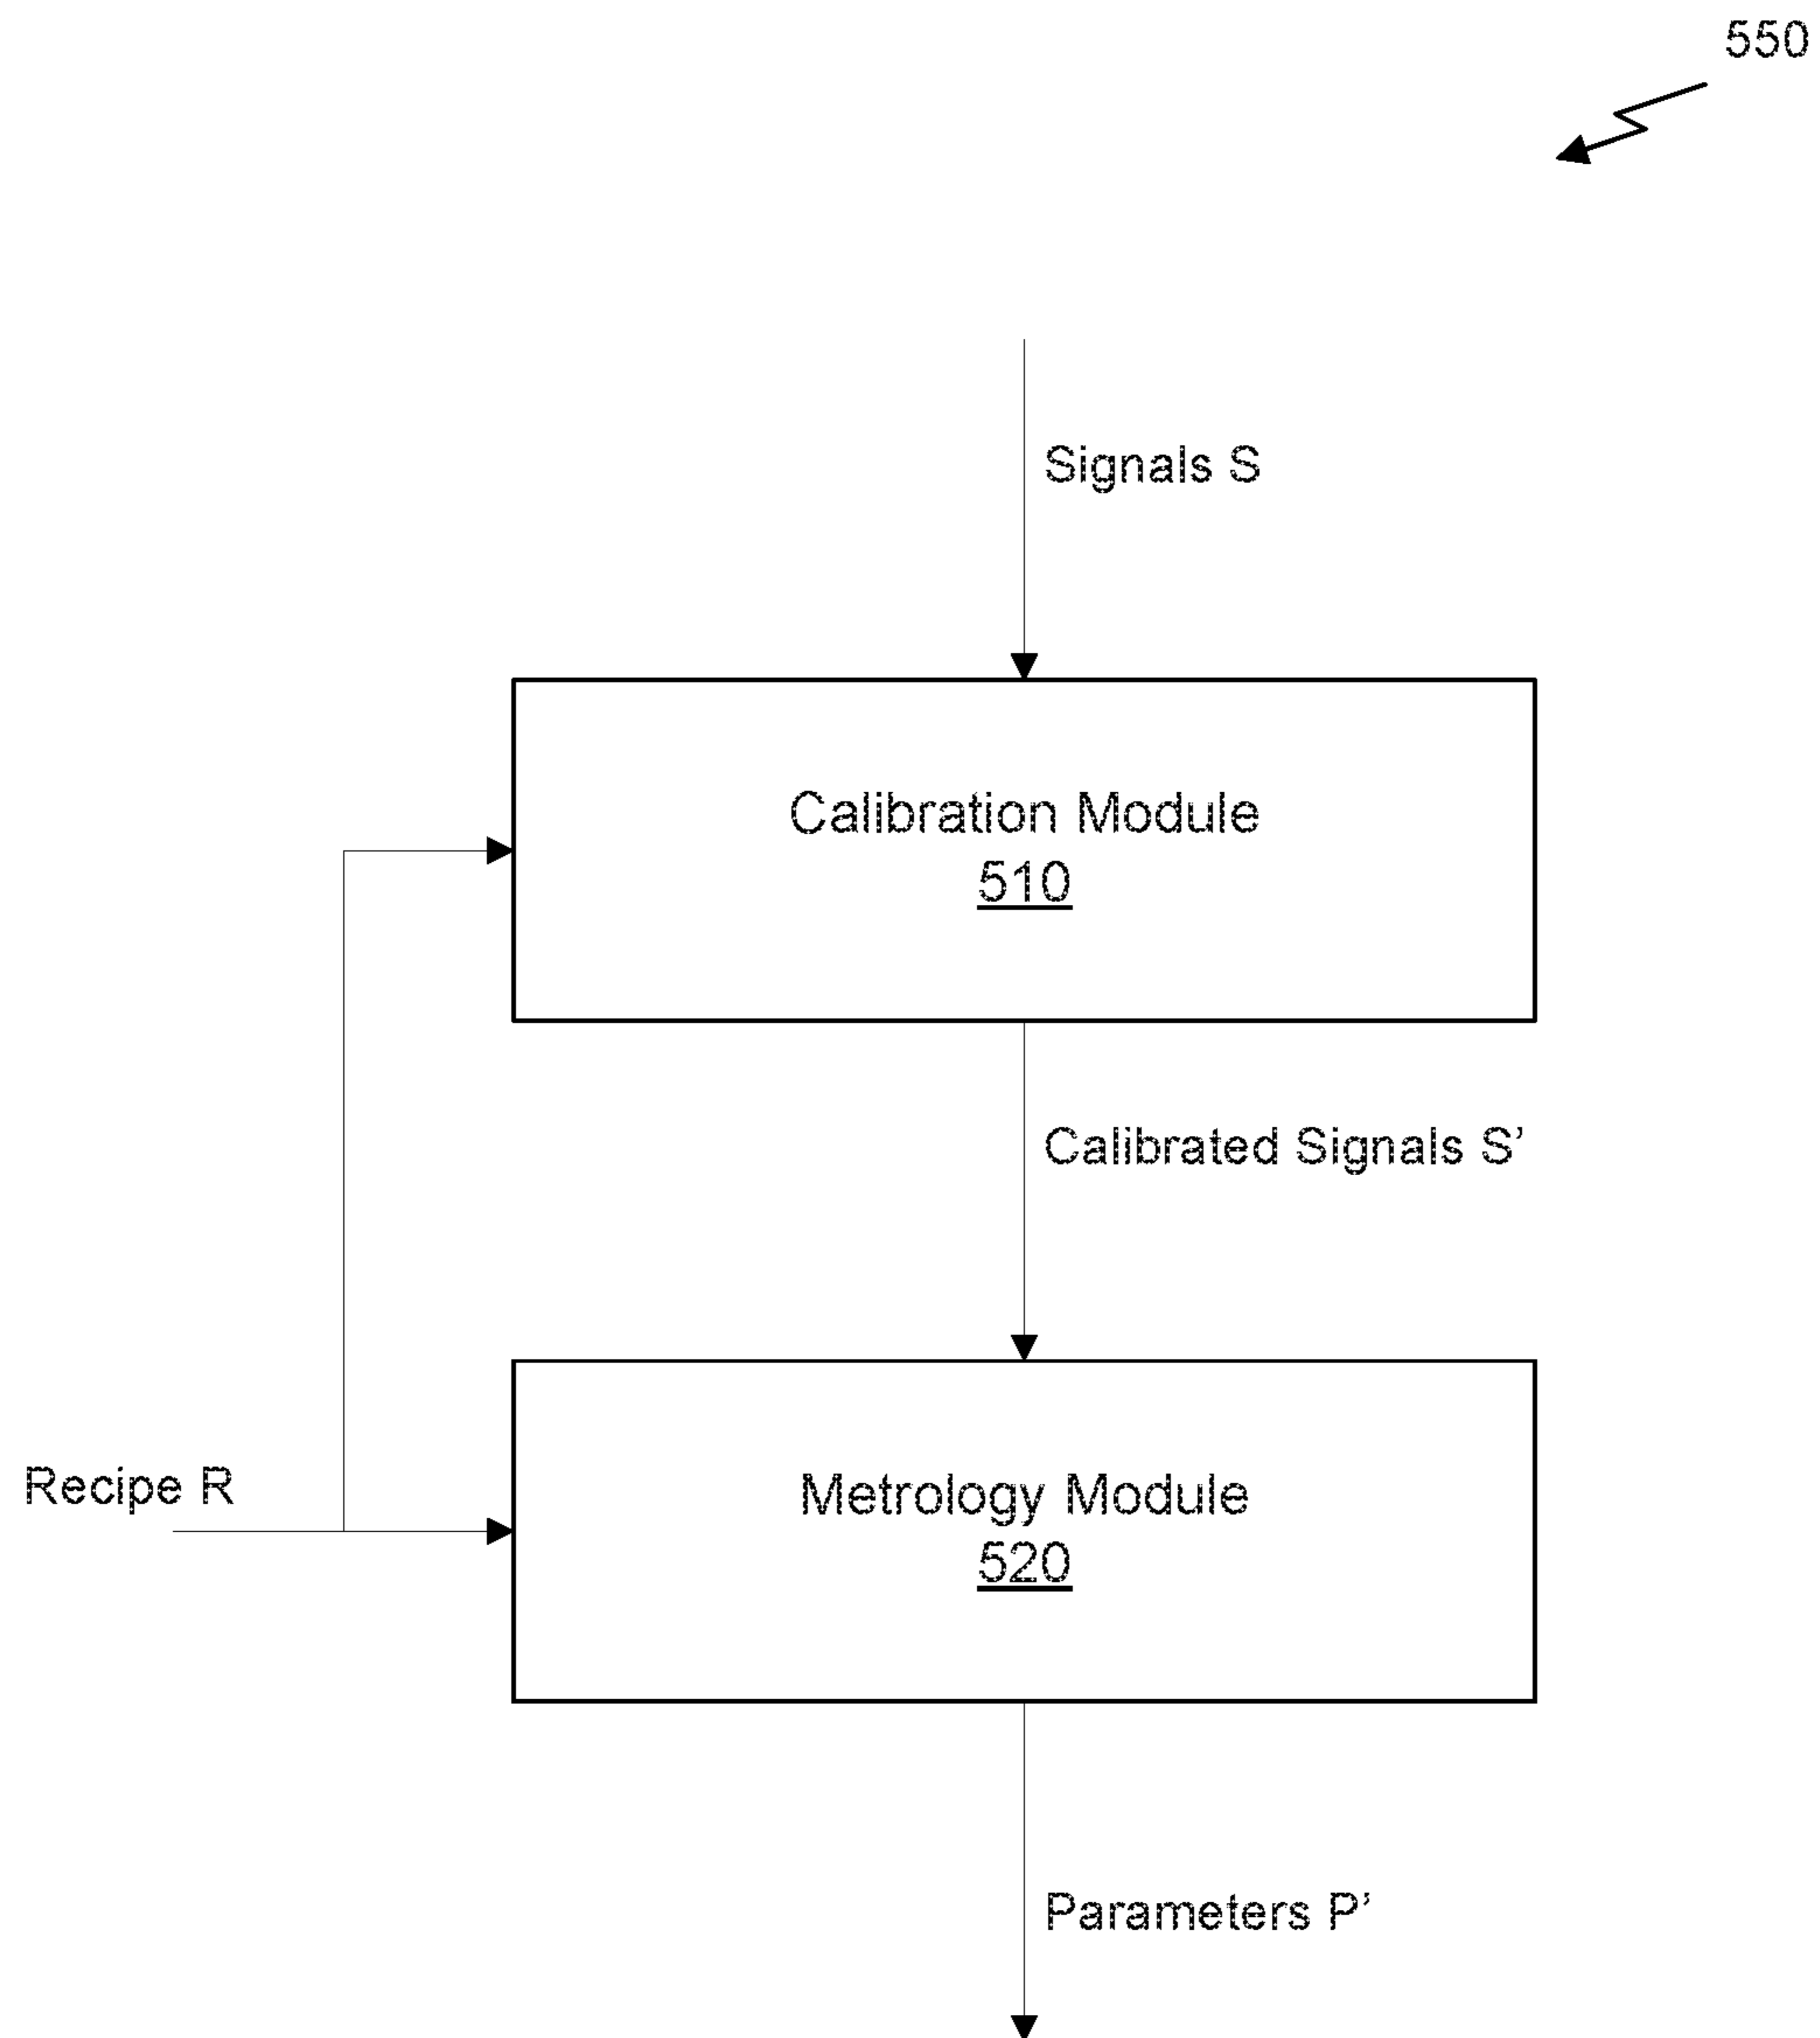 550
Signals S
Calibration Module
510
Calibrated Signals S’
Recipe R
Metrology Module
520
Parameters P’